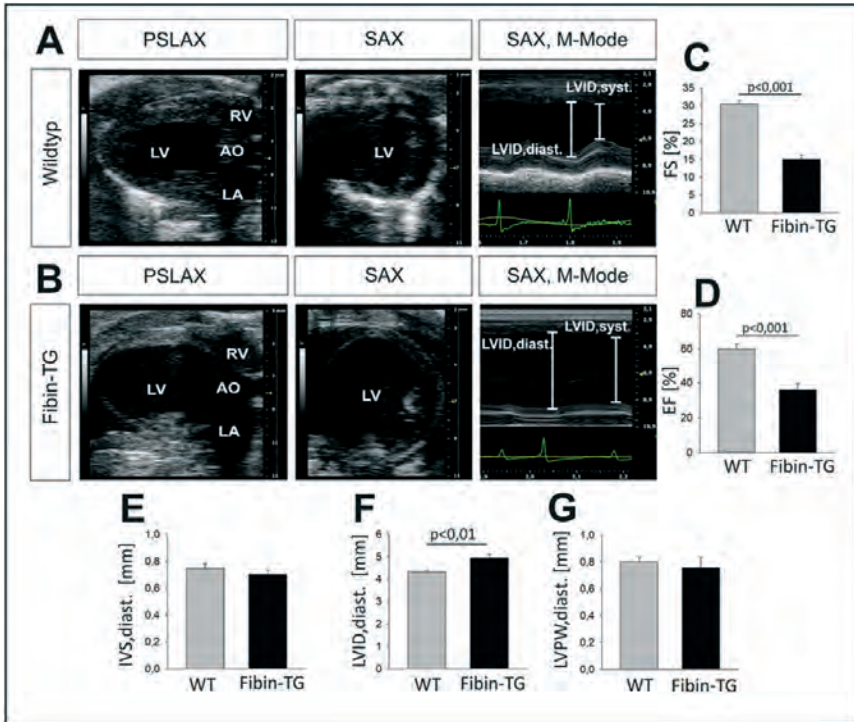 A
PSLAX
SAX
SAX, M-Mode
Wildtyp
LV
RV
AO
LA
LV
LVID,syst.
LVID,diast.
C
p<0,001
FS [%]
35
30
25
20
15
10
5
0
WT
Fibin-TG
B
PSLAX
SAX
SAX, M-Mode
Fibin-TG
LV
RV
AO
LA
LV
LVID,syst.
LVID,diast.
D
p<0,001
EF [%]
80
60
40
20
0
WT
Fibin-TG
E
IVS,diast. [mm]
1,0
0,8
0,6
0,4
0,2
0,0
WT
Fibin-TG
F
p<0,01
LVID,diast. [mm]
6
5
4
3
2
1
0
WT
Fibin-TG
G
LVPW,diast. [mm]
1,0
0,8
0,6
0,4
0,2
0,0
WT
Fibin-TG